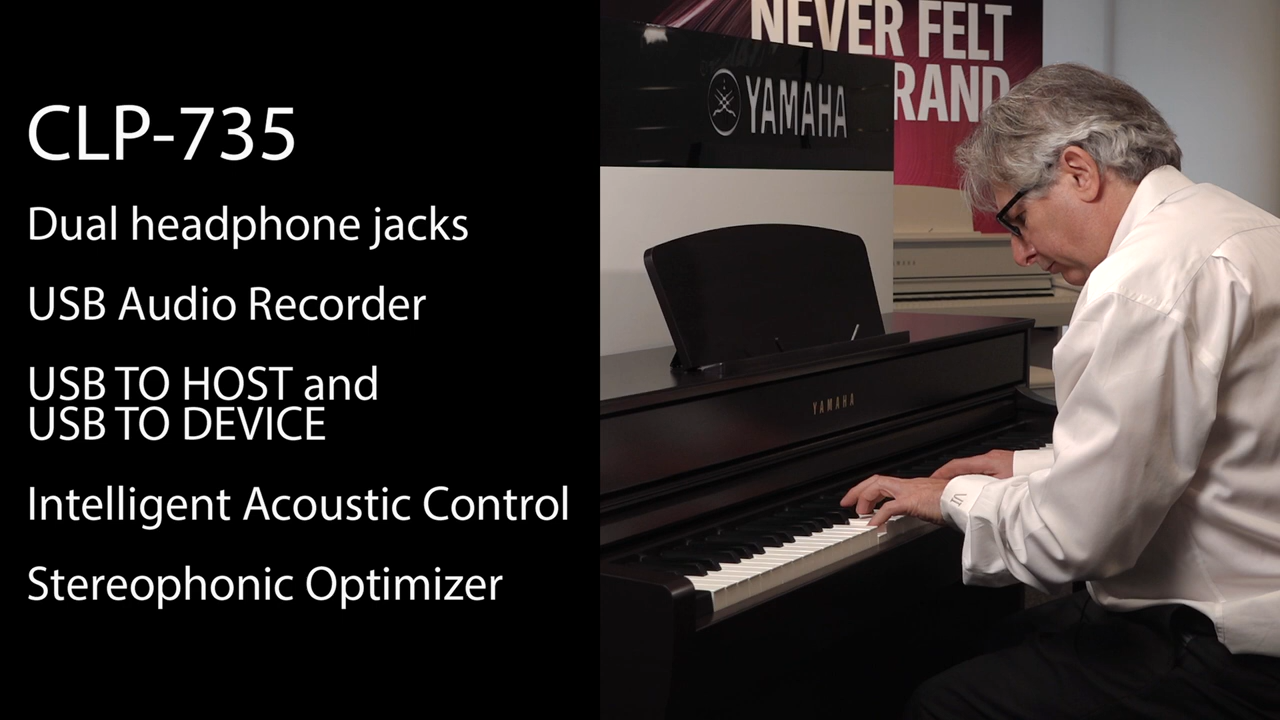 CLP-735
Dual headphone jacks
USB Audio Recorder
USB TO HOST and
USB TO DEVICE
Intelligent Acoustic Control
Stereophonic Optimizer
NEVER FELT
RAND
YAMAHA
YAMAHA
YAMAHA